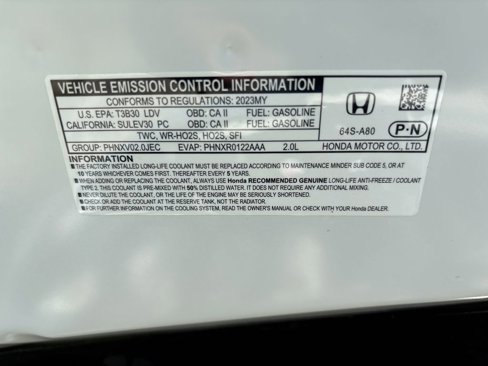 VEHICLE EMISSION CONTROL INFORMATION
CONFORMS TO REGULATIONS: 2023MY
U.S. EPA: T3B30 LDV OBD: CA II FUEL: GASOLINE
CALIFORNIA: SULEV30 PC OBD: CA II FUEL: GASOLINE
TWC, WR-HO2S, HO2S, SFI
GROUP: PHNXV02.0JEC EVAP: PHNXR0122AAA 2.0L
64S-A80
P-N
HONDA MOTOR CO., LTD.
INFORMATION
■ THE FACTORY INSTALLED LONG-LIFE COOLANT MUST BE REPLACED ACCORDING TO MAINTENANCE MINDER SUB CODE 5, OR AT
10 YEARS WHICHEVER COMES FIRST. THEREAFTER EVERY 5 YEARS.
■ WHEN ADDING OR REPLACING THE COOLANT, ALWAYS USE Honda RECOMMENDED GENUINE LONG-LIFE ANTI-FREEZE / COOLANT
TYPE 2. THIS COOLANT IS PRE-MIXED WITH 50% DISTILLED WATER. IT DOES NOT REQUIRE ADDITIONAL MIXING.
■ NEVER DILUTE THE COOLANT, OR THE LIFE OF THE ENGINE MAY BE SERIOUSLY SHORTENED.
■ CHECK OR ADD AT THE RESERVE TANK, NOT THE RADIATOR.
■ FOR FURTHER INFORMATION ON THE COOLING SYSTEM, READ THE OWNER'S MANUAL OR CHECK WITH YOUR Honda DEALER.